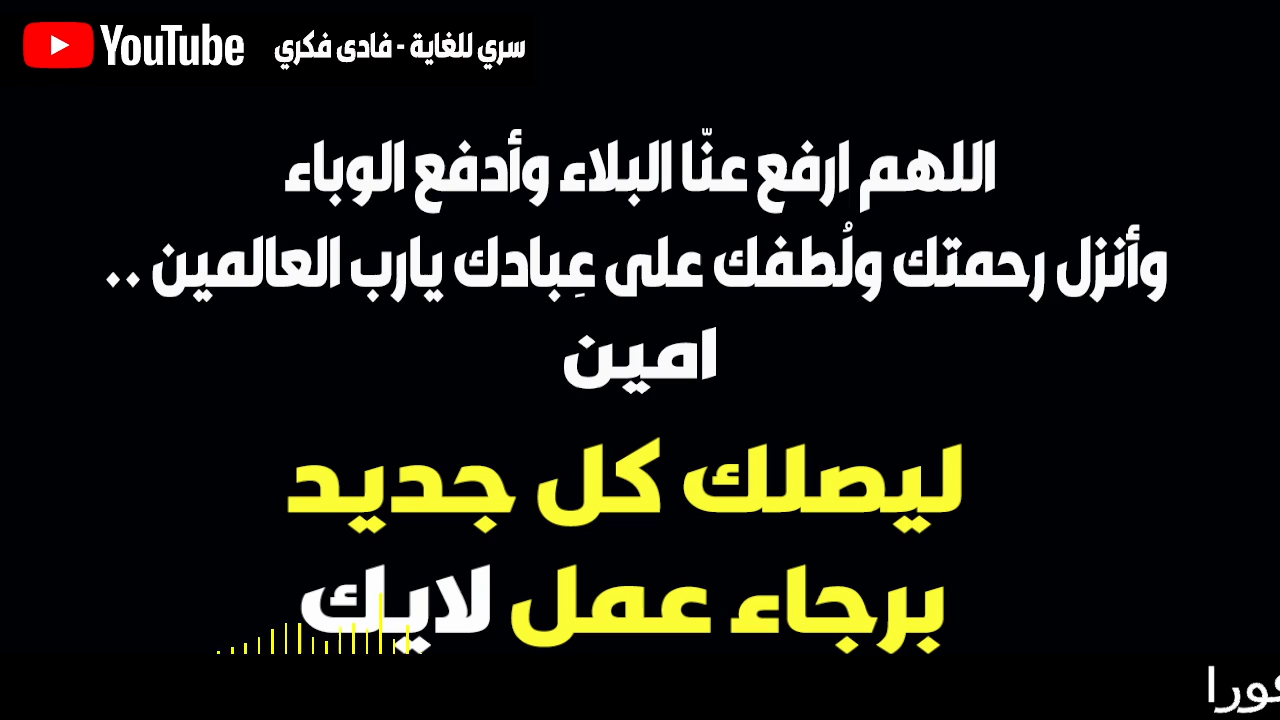 YouTube سري للغاية - فادى فكري
اللهم ارفع عنّا البلاء وأدفع الوباء
وأنزل رحمتك ولُطفك على عِبادك يارب العالمين ..
امين
ليصلك كل جديد
برجاء عمل لايك